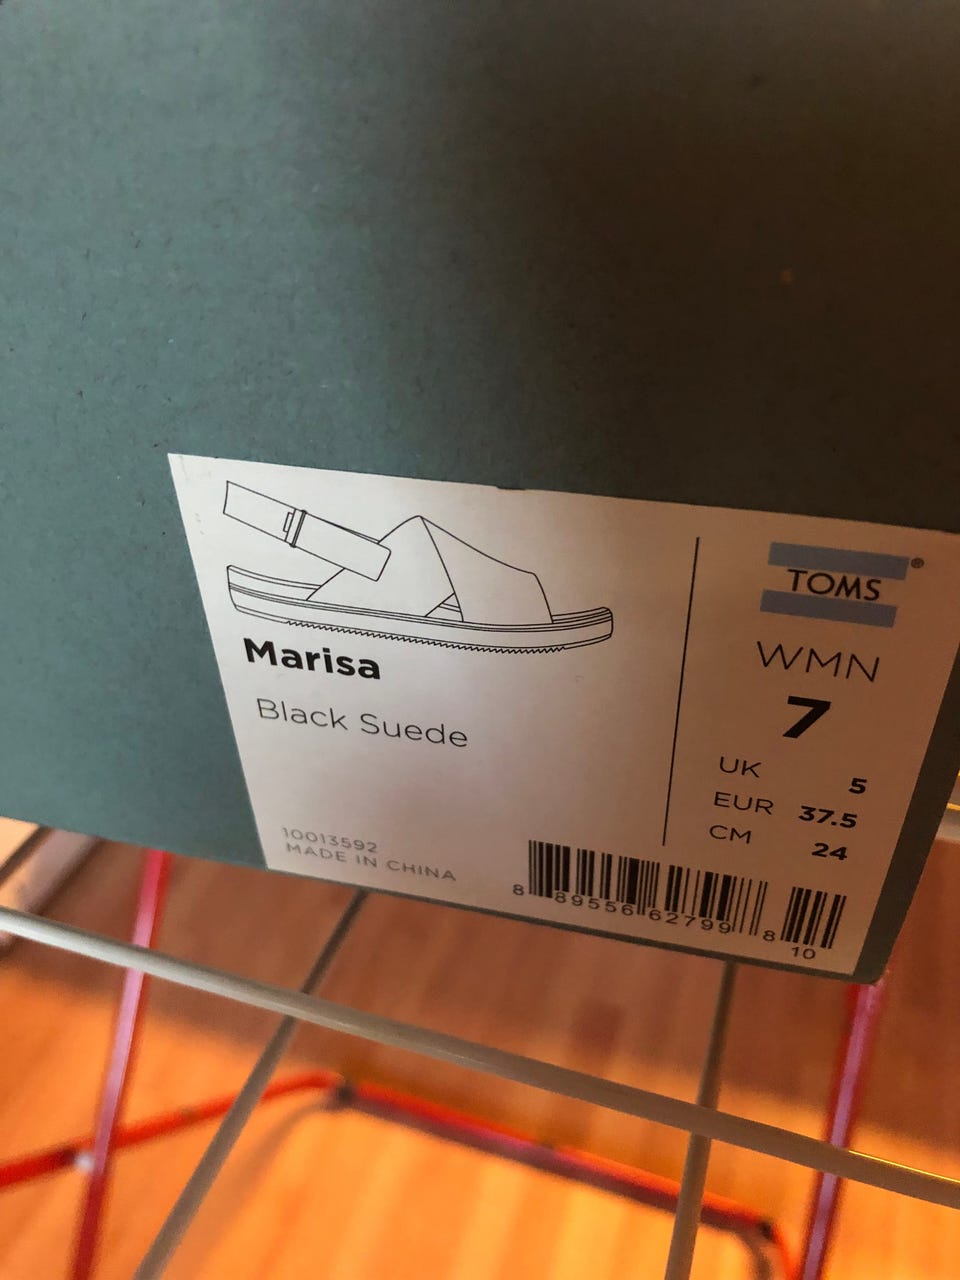 Marisa
Black Suede
10013592
MADE IN CHINA
TOMS®
WMN
7
UK 5
EUR 37.5
CM 24
8 89556 62799 8
10